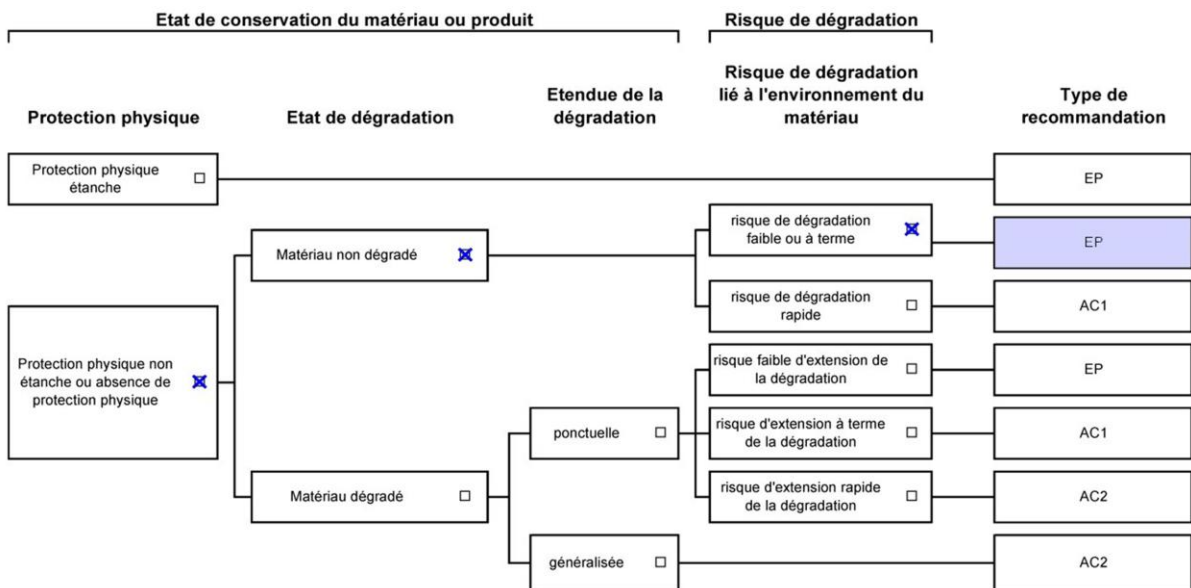 Etat de conservation du matériau ou produit
Risque de dégradation
Protection physique
Etat de dégradation
Etendue de la
dégradation
Risque de dégradation
lié à l'environnement du
matériau
Type de
recommandation
Protection physique
étanche
EP
risque de dégradation
faible ou à terme
EP
Matériau non dégradé
risque de dégradation
rapide
AC1
Protection physique non
étanche ou absence de
protection physique
risque faible d'extension de
la dégradation
EP
ponctuelle
risque d'extension à terme
de la dégradation
AC1
Matériau dégradé
risque d'extension rapide
de la dégradation
AC2
généralisée
AC2